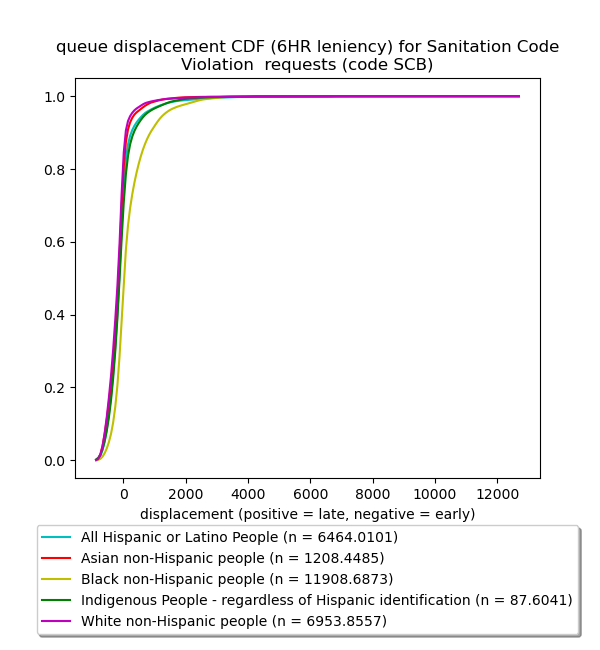 queue displacement CDF (6HR leniency) for Sanitation Code
Violation  requests (code SCB)
1.0
0.8
0.6
0.4
0.2
0.0
0 2000 4000 6000 8000 10000 12000
displacement (positive = late, negative = early)
All Hispanic or Latino People (n = 6464.0101)
Asian non-Hispanic people (n = 1208.4485)
Black non-Hispanic people (n = 11908.6873)
Indigenous People - regardless of Hispanic identification (n = 87.6041)
White non-Hispanic people (n = 6953.8557)